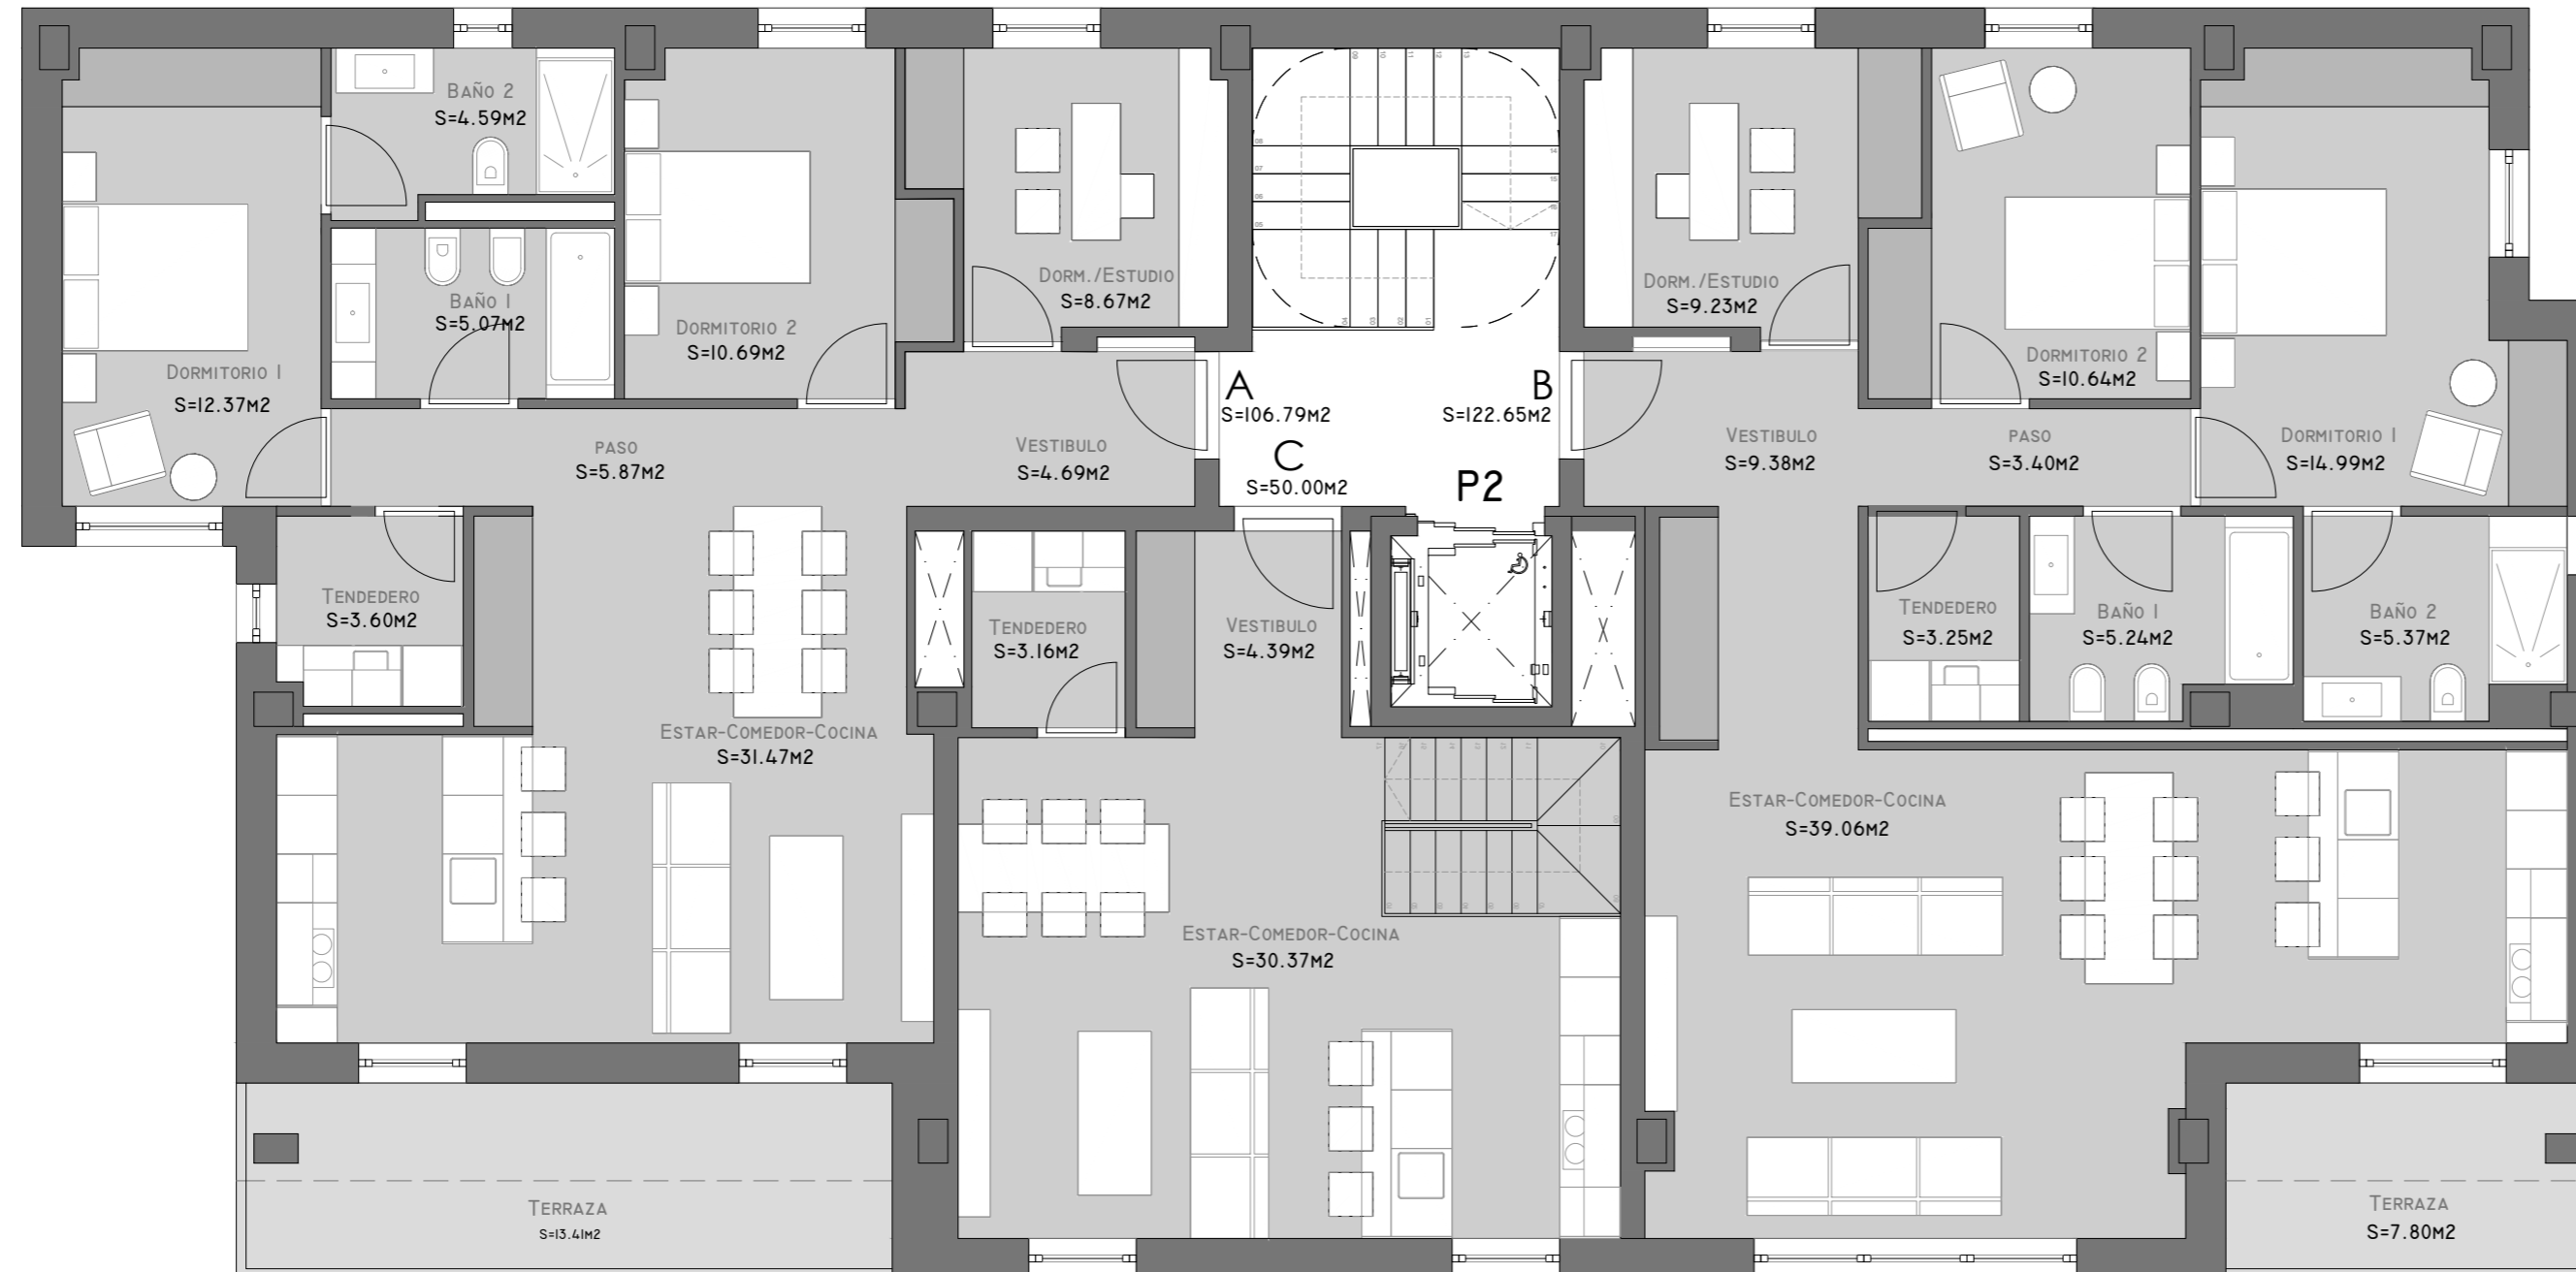 Baño 2
S=4.59m2
Baño 1
S=5.07m2
Dormitorio 1
S=12.37m2
Dormitorio 2
S=10.69m2
Dorm./Estudio
S=8.67m2
Dorm./Estudio
S=9.23m2
Dormitorio 2
S=10.64m2
Dormitorio 1
S=14.99m2
A
S=106.79m2
B
S=122.65m2
C
S=50.00m2
P2
paso
S=5.87m2
Vestibulo
S=4.69m2
Vestibulo
S=9.38m2
paso
S=3.40m2
Tendedero
S=3.60m2
Tendedero
S=3.16m2
Vestibulo
S=4.39m2
Tendedero
S=3.25m2
Baño 1
S=5.24m2
Baño 2
S=5.37m2
Estar-Comedor-Cocina
S=31.47m2
Estar-Comedor-Cocina
S=30.37m2
Estar-Comedor-Cocina
S=39.06m2
Terraza
S=13.41m2
Terraza
S=7.80m2